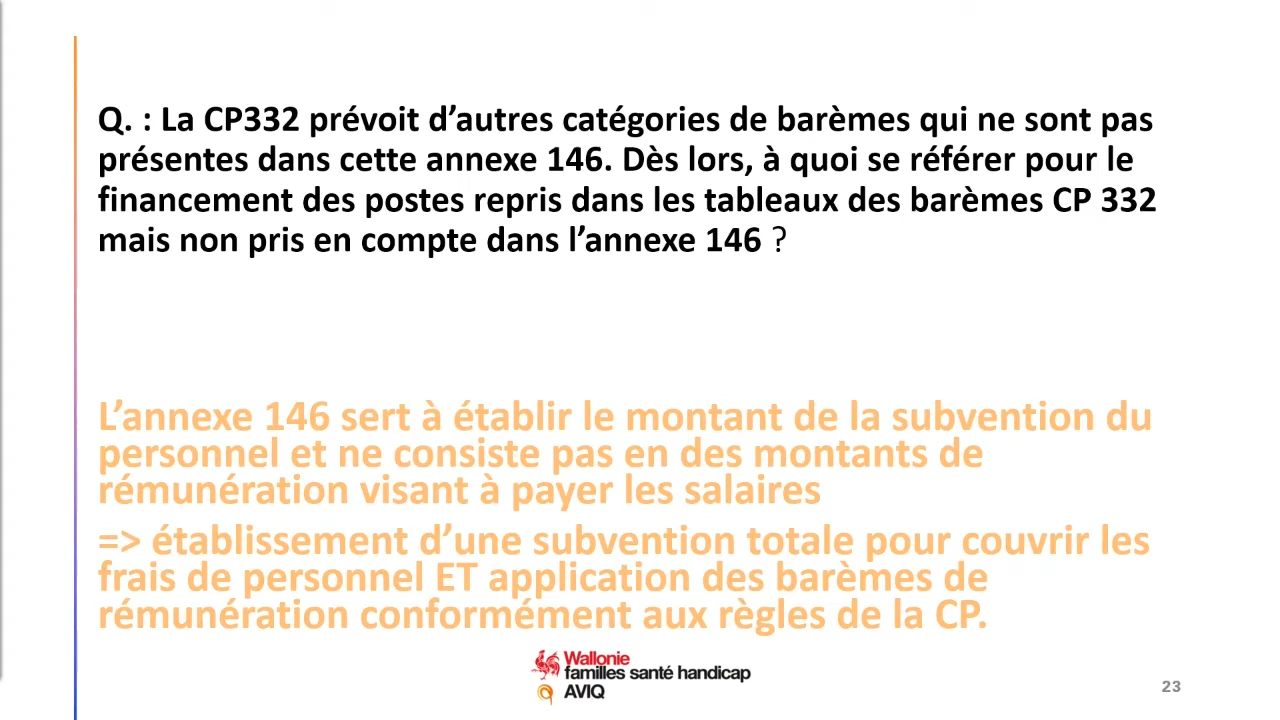 Q. : La CP332 prévoit d’autres catégories de barèmes qui ne sont pas
présentes dans cette annexe 146. Dès lors, à quoi se référer pour le
financement des postes repris dans les tableaux des barèmes CP 332
mais non pris en compte dans l’annexe 146 ?
L’annexe 146 sert à établir le montant de la subvention du
personnel et ne consiste pas en des montants de
rémunération visant à payer les salaires
=> établissement d’une subvention totale pour couvrir les
frais de personnel ET application des barèmes de
rémunération conformément aux règles de la CP.
Wallonie
familles santé handicap
AVIQ
23